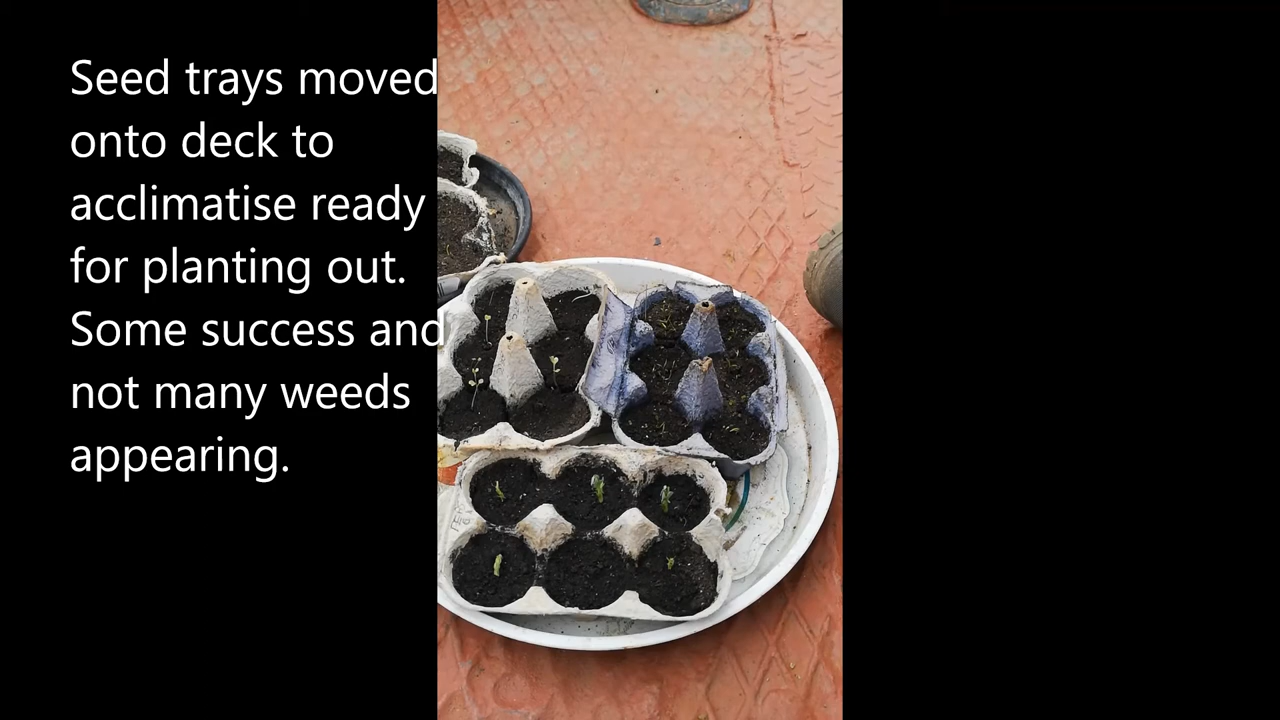 Seed trays moved
onto deck to
acclimatise ready
for planting out.
Some success and
not many weeds
appearing.